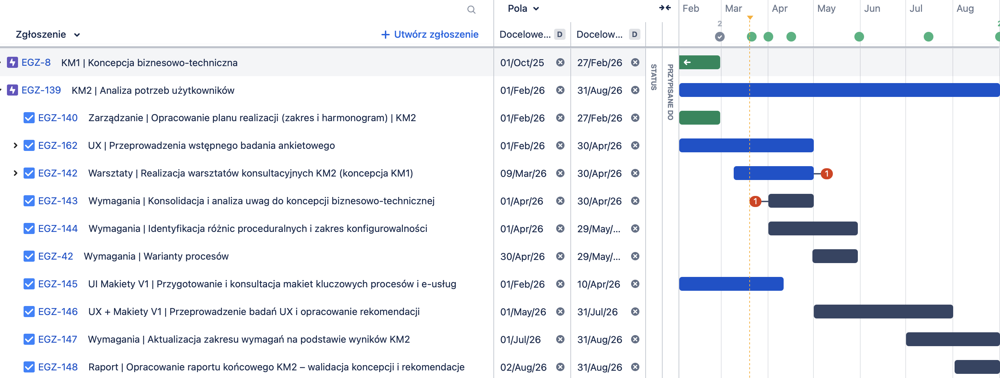 Pola
Feb Mar Apr May Jun Jul Aug
2 2
Zgłoszenie + Utwórz zgłoszenie Docelowe... D Docelow... D
STATUS
PRZYPISANE DO
EGZ-8 KM1 | Koncepcja biznesowo-techniczna 01/Oct/25 27/Feb/26
EGZ-139 KM2 | Analiza potrzeb użytkowników 01/Feb/26 31/Aug/26
EGZ-140 Zarządzanie | Opracowanie planu realizacji (zakres i harmonogram) | KM2 01/Feb/26 27/Feb/26
EGZ-162 UX | Przeprowadzenia wstępnego badania ankietowego 01/Feb/26 30/Apr/26
EGZ-142 Warsztaty | Realizacja warsztatów konsultacyjnych KM2 (koncepcja KM1) 09/Mar/26 30/Apr/26 1
EGZ-143 Wymagania | Konsolidacja i analiza uwag do koncepcji biznesowo-technicznej 01/Apr/26 30/Apr/26 1
EGZ-144 Wymagania | Identyfikacja różnic proceduralnych i zakres konfigurowalności 01/Apr/26 29/May/...
EGZ-42 Wymagania | Warianty procesów 30/Apr/26 29/May/...
EGZ-145 UI Makiety V1 | Przygotowanie i konsultacja makiet kluczowych procesów i e-usług 01/Feb/26 10/Apr/26
EGZ-146 UX + Makiety V1 | Przeprowadzenie badań UX i opracowanie rekomendacji 01/May/26 31/Jul/26
EGZ-147 Wymagania | Aktualizacja zakresu wymagań na podstawie wyników KM2 01/Jul/26 31/Aug/26
EGZ-148 Raport | Opracowanie raportu końcowego KM2 – walidacja koncepcji i rekomendacje 02/Aug/26 31/Aug/26